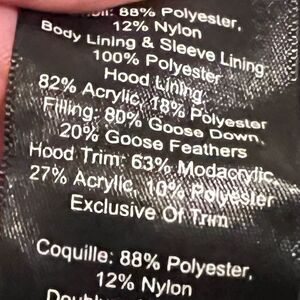 88% Polyester,
12% Nylon
Body Lining & Sleeve Lining:
100% Polyester
Hood Lining:
82% Acrylic, 18% Polyester
Filling: 80% Goose Down,
20% Goose Feathers
Hood Trim: 63% Modacrylic,
27% Acrylic, 10% Polyester
Exclusive Of Trim
Coquille: 88% Polyester,
12% Nylon